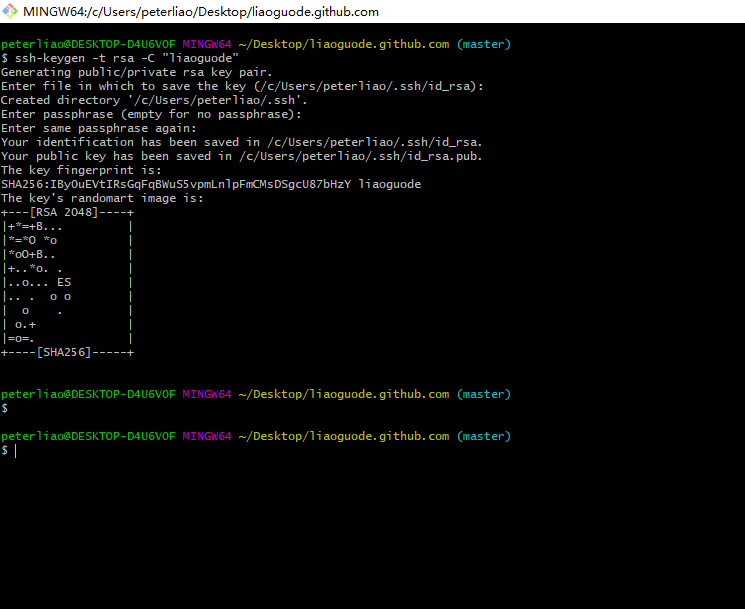 MINGW64:/c/Users/peterliao/Desktop/liaoguode.github.com
peterliao@DESKTOP-D4U6VOF MINGW64 ~/Desktop/liaoguode.github.com (master)
$ ssh-keygen -t rsa -C "liaoguode"
Generating public/private rsa key pair.
Enter file in which to save the key (/c/Users/peterliao/.ssh/id_rsa):
Created directory '/c/Users/peterliao/.ssh'.
Enter passphrase (empty for no passphrase):
Enter same passphrase again:
Your identification has been saved in /c/Users/peterliao/.ssh/id_rsa.
Your public key has been saved in /c/Users/peterliao/.ssh/id_rsa.pub.
The key fingerprint is:
SHA256:IByOuEVtIRsGqFqBWuS5vpmLnlpFmCMsDSgcU87bHzY liaoguode
The key's randomart image is:
+---[RSA 2048]----+
|+*=+B...         |
|*=*O *o          |
|*oO+B..          |
|+..*o. .         |
|..o... ES        |
|.. .  o o        |
|  o    .         |
| o.+             |
|=o=.             |
+----[SHA256]-----+
peterliao@DESKTOP-D4U6VOF MINGW64 ~/Desktop/liaoguode.github.com (master)
$
peterliao@DESKTOP-D4U6VOF MINGW64 ~/Desktop/liaoguode.github.com (master)
$